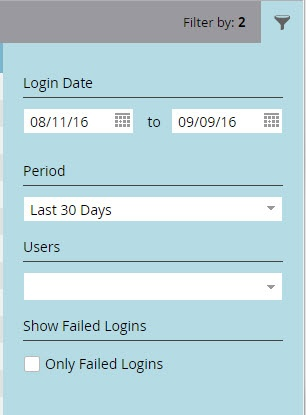 Filter by: 2
Login Date
08/11/16 to 09/09/16
Period
Last 30 Days
Users
Show Failed Logins
Only Failed Logins